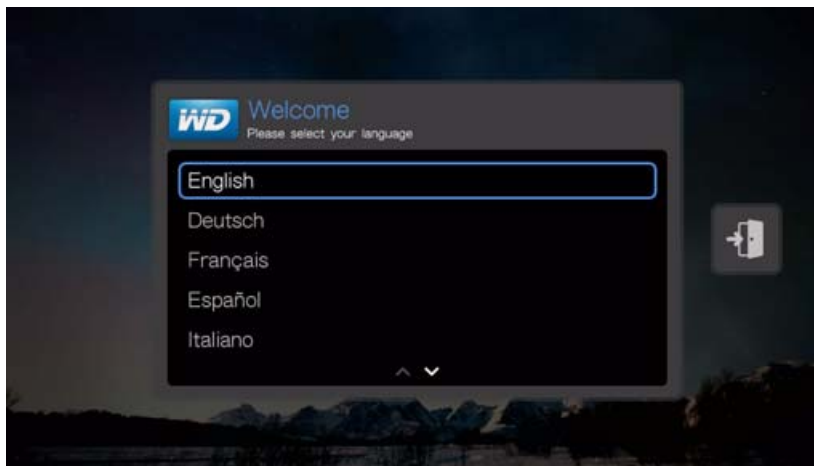 WD
Welcome
Please select your language
English
Deutsch
Français
Español
Italiano